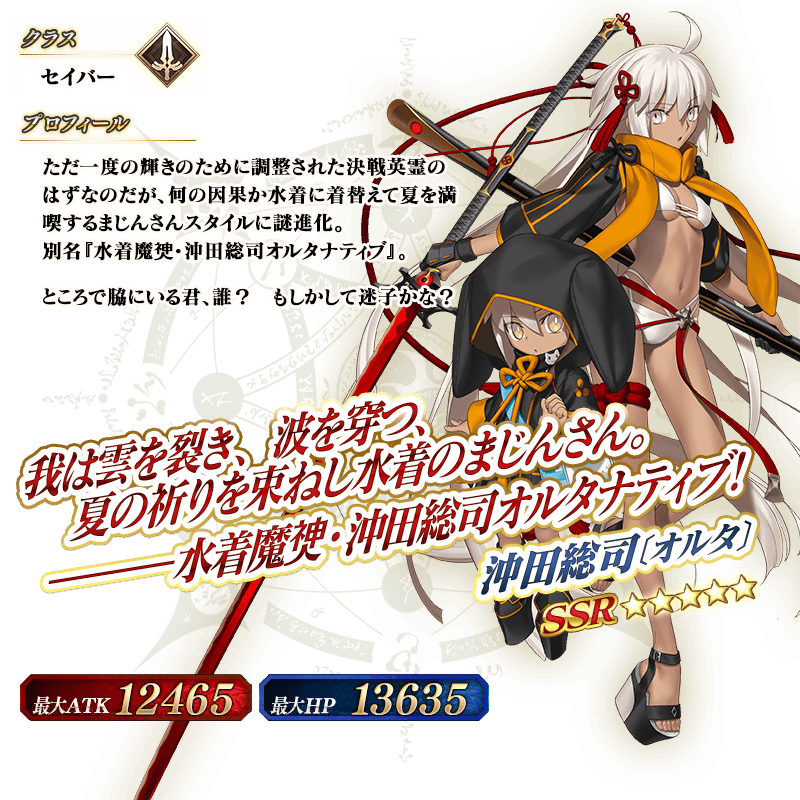 クラス
セイバー
プロフィール
ただ一度の輝きのために調整された決戦英霊の
はずなのだが、何の因果か水着に着替えて夏を満
喫するまじんさんスタイルに謎進化。
別名『水着魔神・沖田総司オルタナティブ』。
ところで脇にいる君、誰？　もしかして迷子かな？
我は雲を裂き、波を穿つ、
夏の祈りを束ねし水着のまじんさん。
――水着魔神・沖田総司オルタナティブ！
沖田総司〔オルタ〕
SSR ★★★★★
最大ATK 12465
最大HP 13635